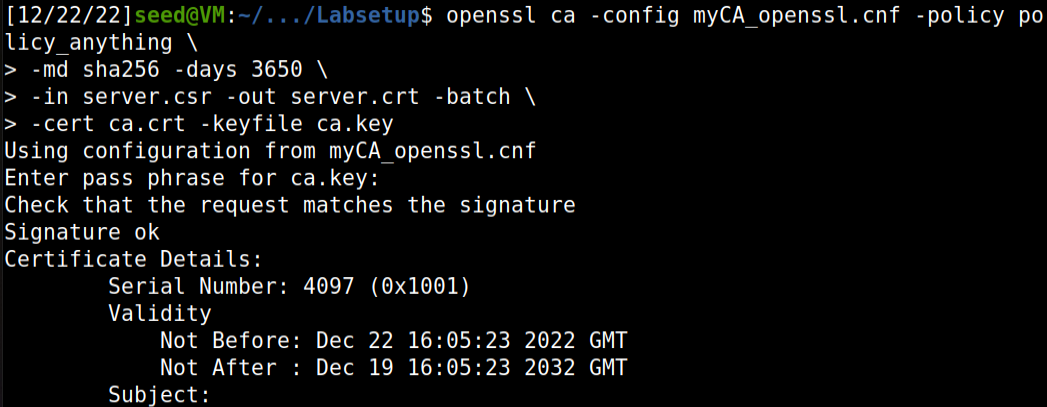 [12/22/22]seed@VM:~/.../Labsetup$ openssl ca -config myCA_openssl.cnf -policy po
licy_anything \
> -md sha256 -days 3650 \
> -in server.csr -out server.crt -batch \
> -cert ca.crt -keyfile ca.key
Using configuration from myCA_openssl.cnf
Enter pass phrase for ca.key:
Check that the request matches the signature
Signature ok
Certificate Details:
        Serial Number: 4097 (0x1001)
        Validity
            Not Before: Dec 22 16:05:23 2022 GMT
            Not After : Dec 19 16:05:23 2032 GMT
        Subject: